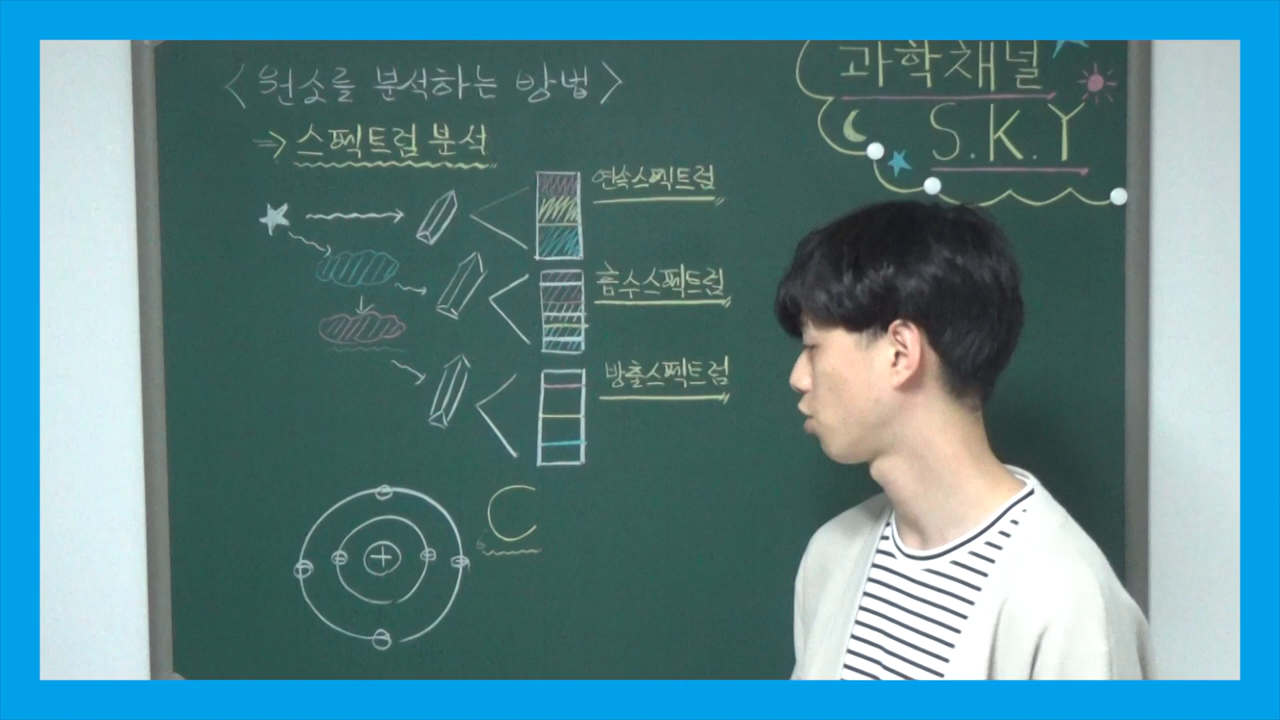 <원소를 분석하는 방법>
⇒ 스펙트럼 분석
과학채널
S.K.Y
연속스펙트럼
흡수스펙트럼
방출스펙트럼
C
+